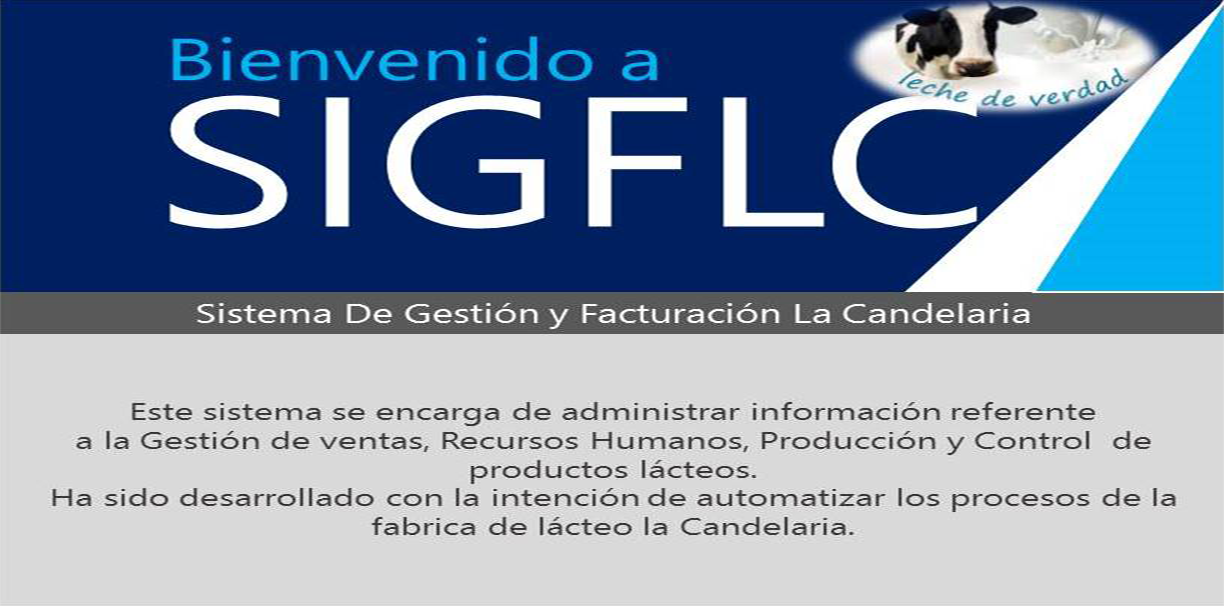 Bienvenido a
leche de verdad
SIGFLC
Sistema De Gestión y Facturación La Candelaria
Este sistema se encarga de administrar información referente
a la Gestión de ventas, Recursos Humanos, Producción y Control de
productos lácteos.
Ha sido desarrollado con la intención de automatizar los procesos de la
fabrica de lácteo la Candelaria.